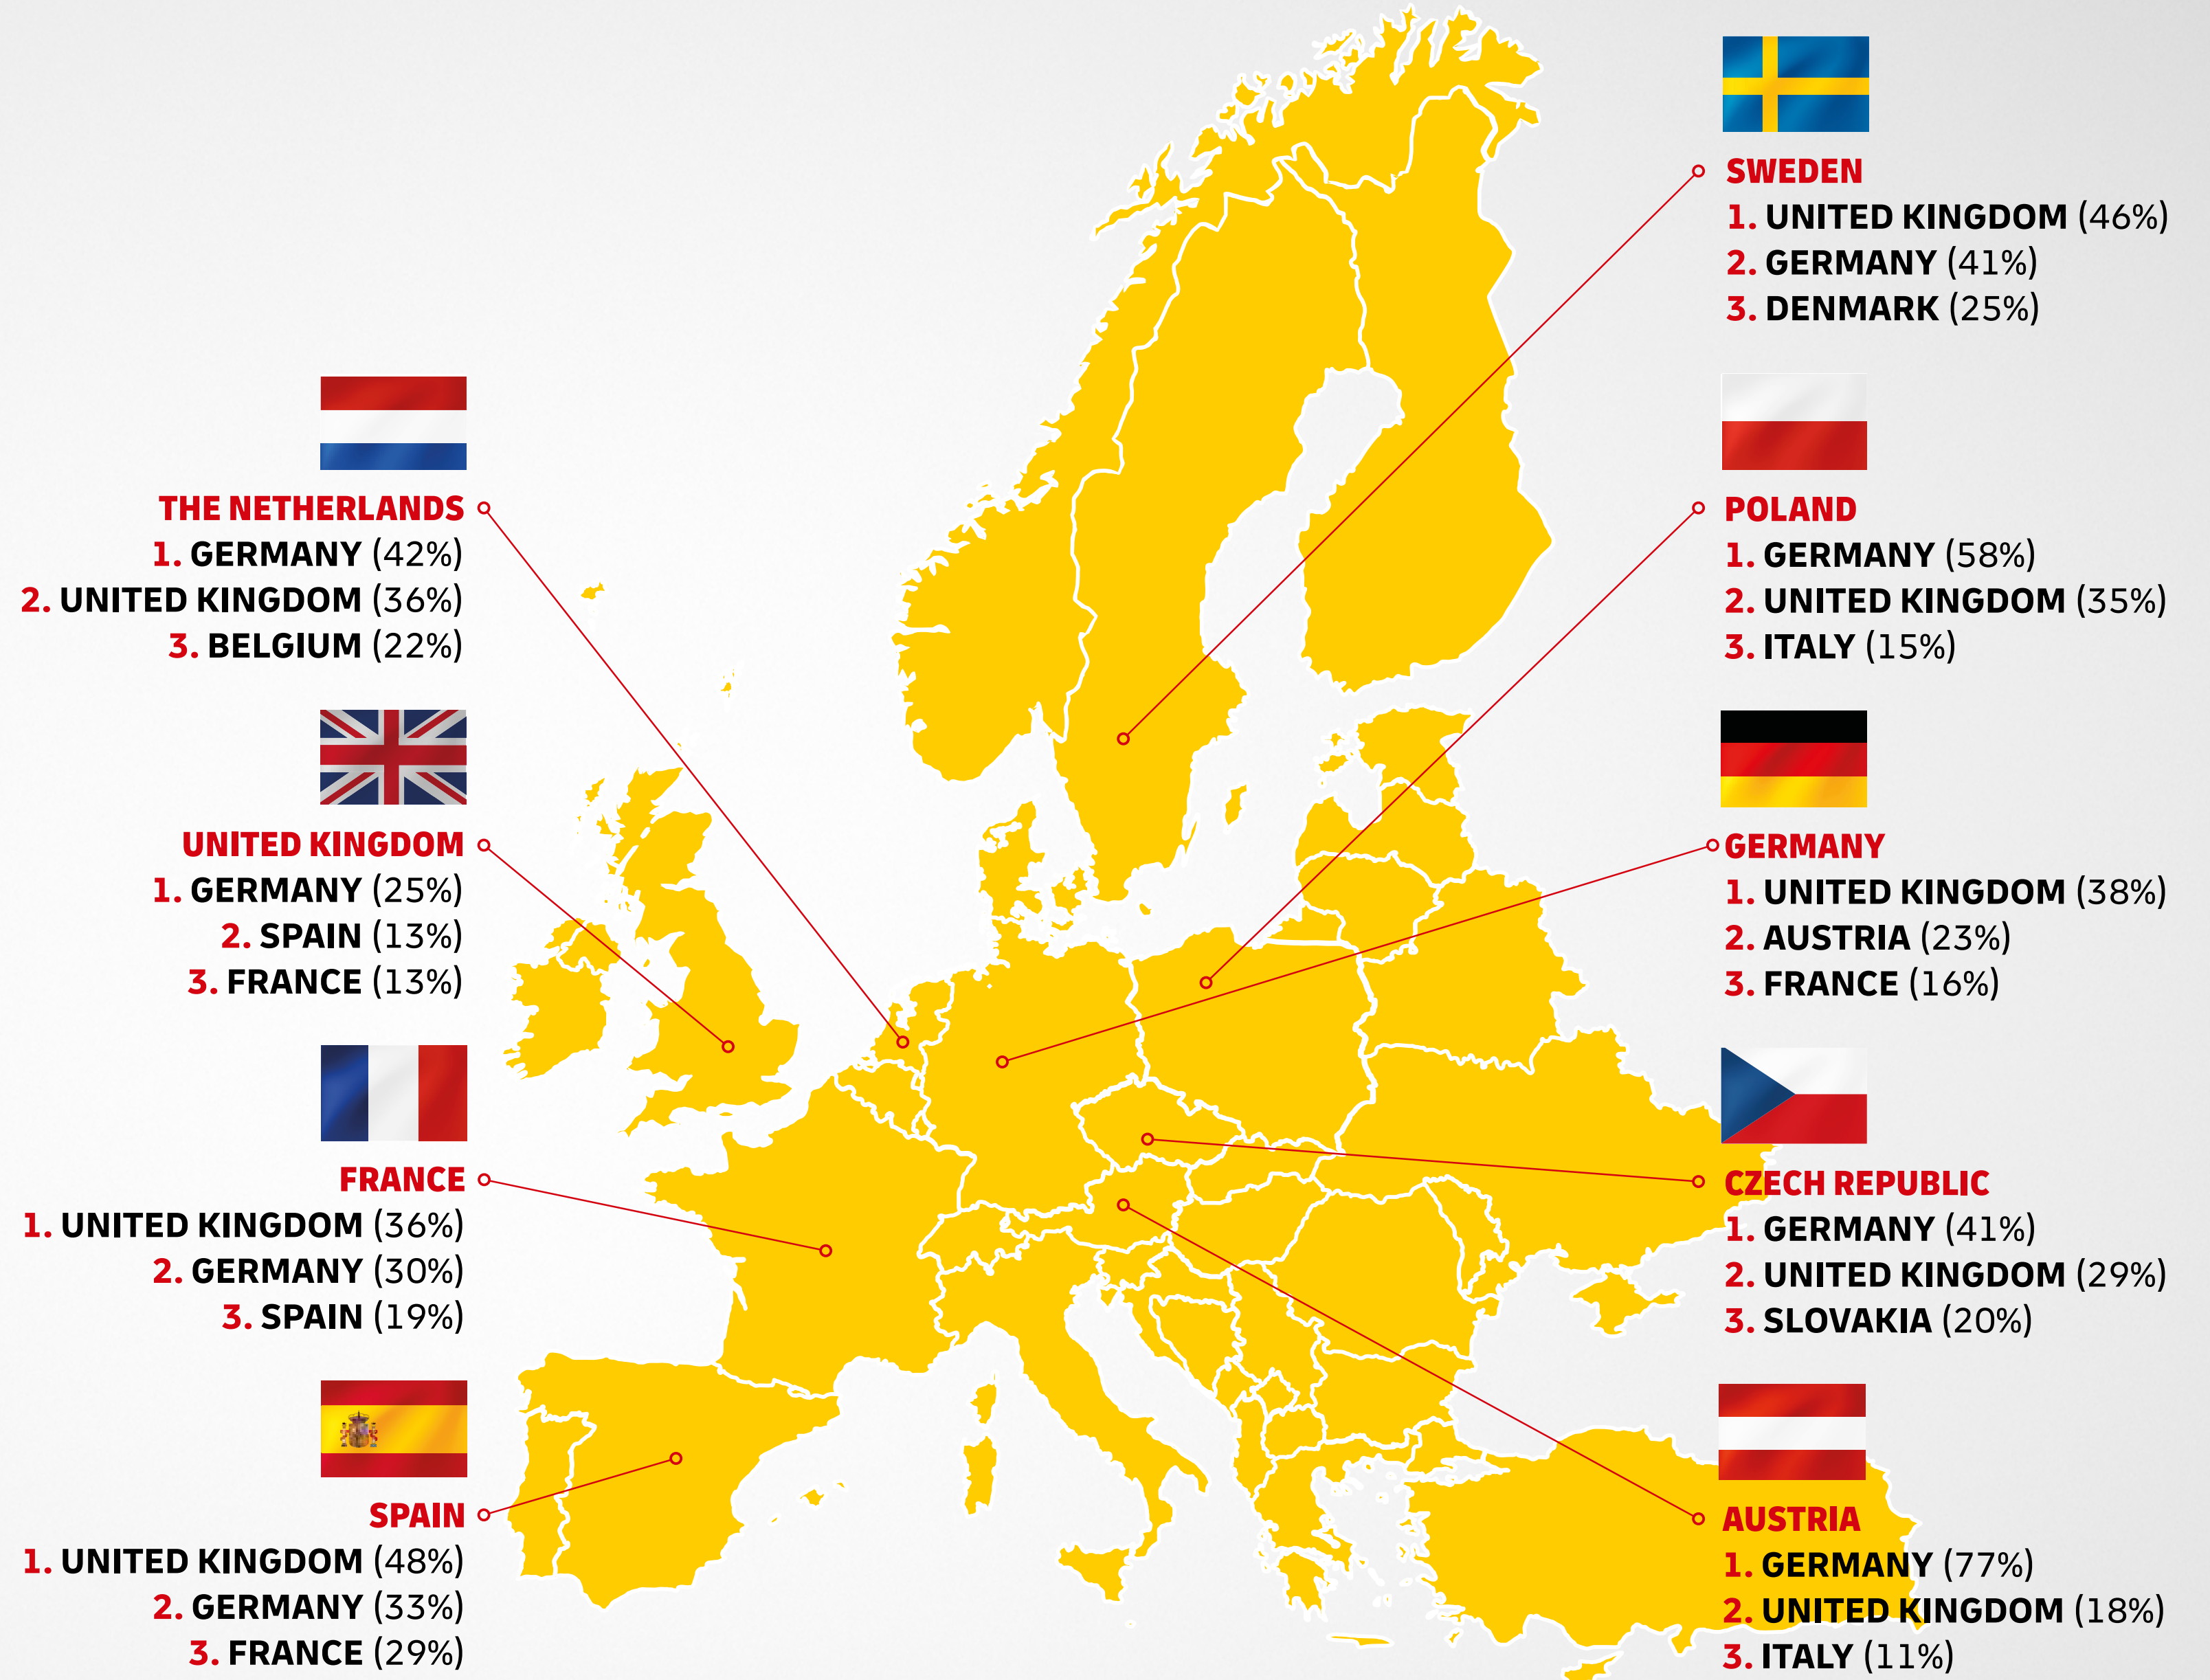 THE NETHERLANDS
1. GERMANY (42%)
2. UNITED KINGDOM (36%)
3. BELGIUM (22%)
UNITED KINGDOM
1. GERMANY (25%)
2. SPAIN (13%)
3. FRANCE (13%)
FRANCE
1. UNITED KINGDOM (36%)
2. GERMANY (30%)
3. SPAIN (19%)
SPAIN
1. UNITED KINGDOM (48%)
2. GERMANY (33%)
3. FRANCE (29%)
SWEDEN
1. UNITED KINGDOM (46%)
2. GERMANY (41%)
3. DENMARK (25%)
POLAND
1. GERMANY (58%)
2. UNITED KINGDOM (35%)
3. ITALY (15%)
GERMANY
1. UNITED KINGDOM (38%)
2. AUSTRIA (23%)
3. FRANCE (16%)
CZECH REPUBLIC
1. GERMANY (41%)
2. UNITED KINGDOM (29%)
3. SLOVAKIA (20%)
AUSTRIA
1. GERMANY (77%)
2. UNITED KINGDOM (18%)
3. ITALY (11%)